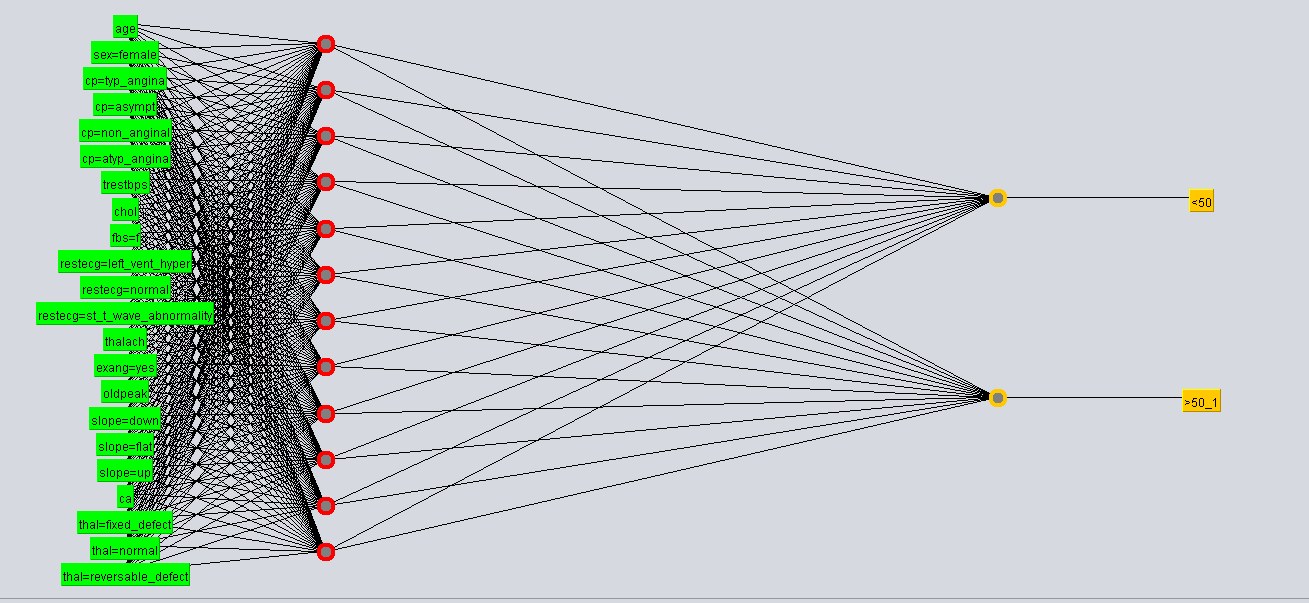 age
sex=female
cp=typ_angina
cp=asympt
cp=non_anginal
cp=atyp_angina
trestbps
chol
fbs=f
restecg=left_vent_hyper
restecg=normal
restecg=st_t_wave_abnormality
thalach
exang=yes
oldpeak
slope=down
slope=flat
slope=up
ca
thal=fixed_defect
thal=normal
thal=reversable_defect
<50
>50_1